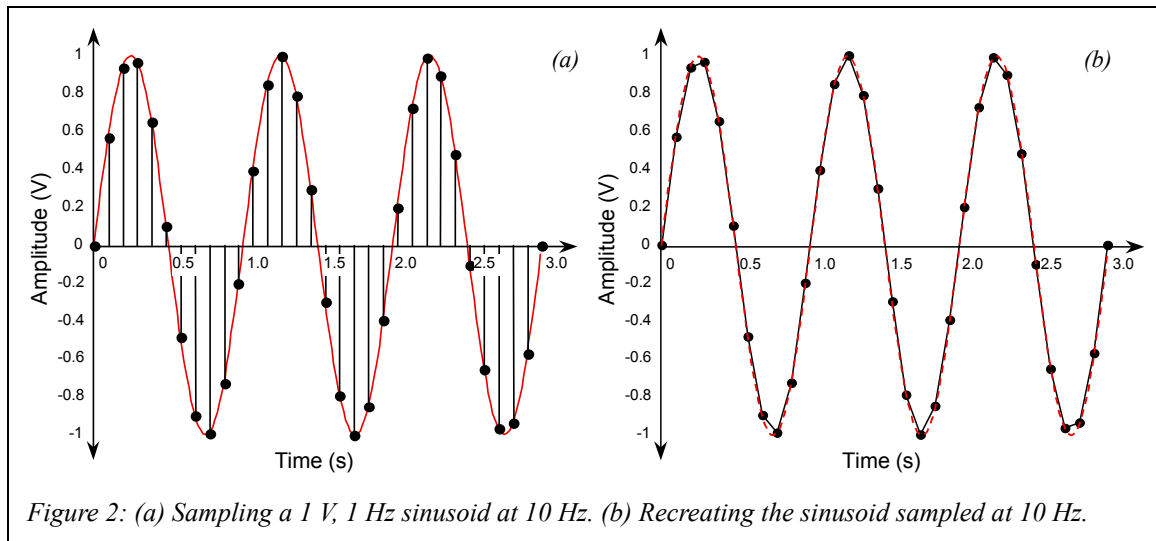 (a)
1
0.8
0.6
0.4
0.2
0
-0.2
-0.4
-0.6
-0.8
-1
Amplitude (V)
0 0.5 1.0 1.5 2.0 2.5 3.0
Time (s)
(b)
1
0.8
0.6
0.4
0.2
0
-0.2
-0.4
-0.6
-0.8
-1
Amplitude (V)
0 0.5 1.0 1.5 2.0 2.5 3.0
Time (s)
Figure 2: (a) Sampling a 1 V, 1 Hz sinusoid at 10 Hz. (b) Recreating the sinusoid sampled at 10 Hz.